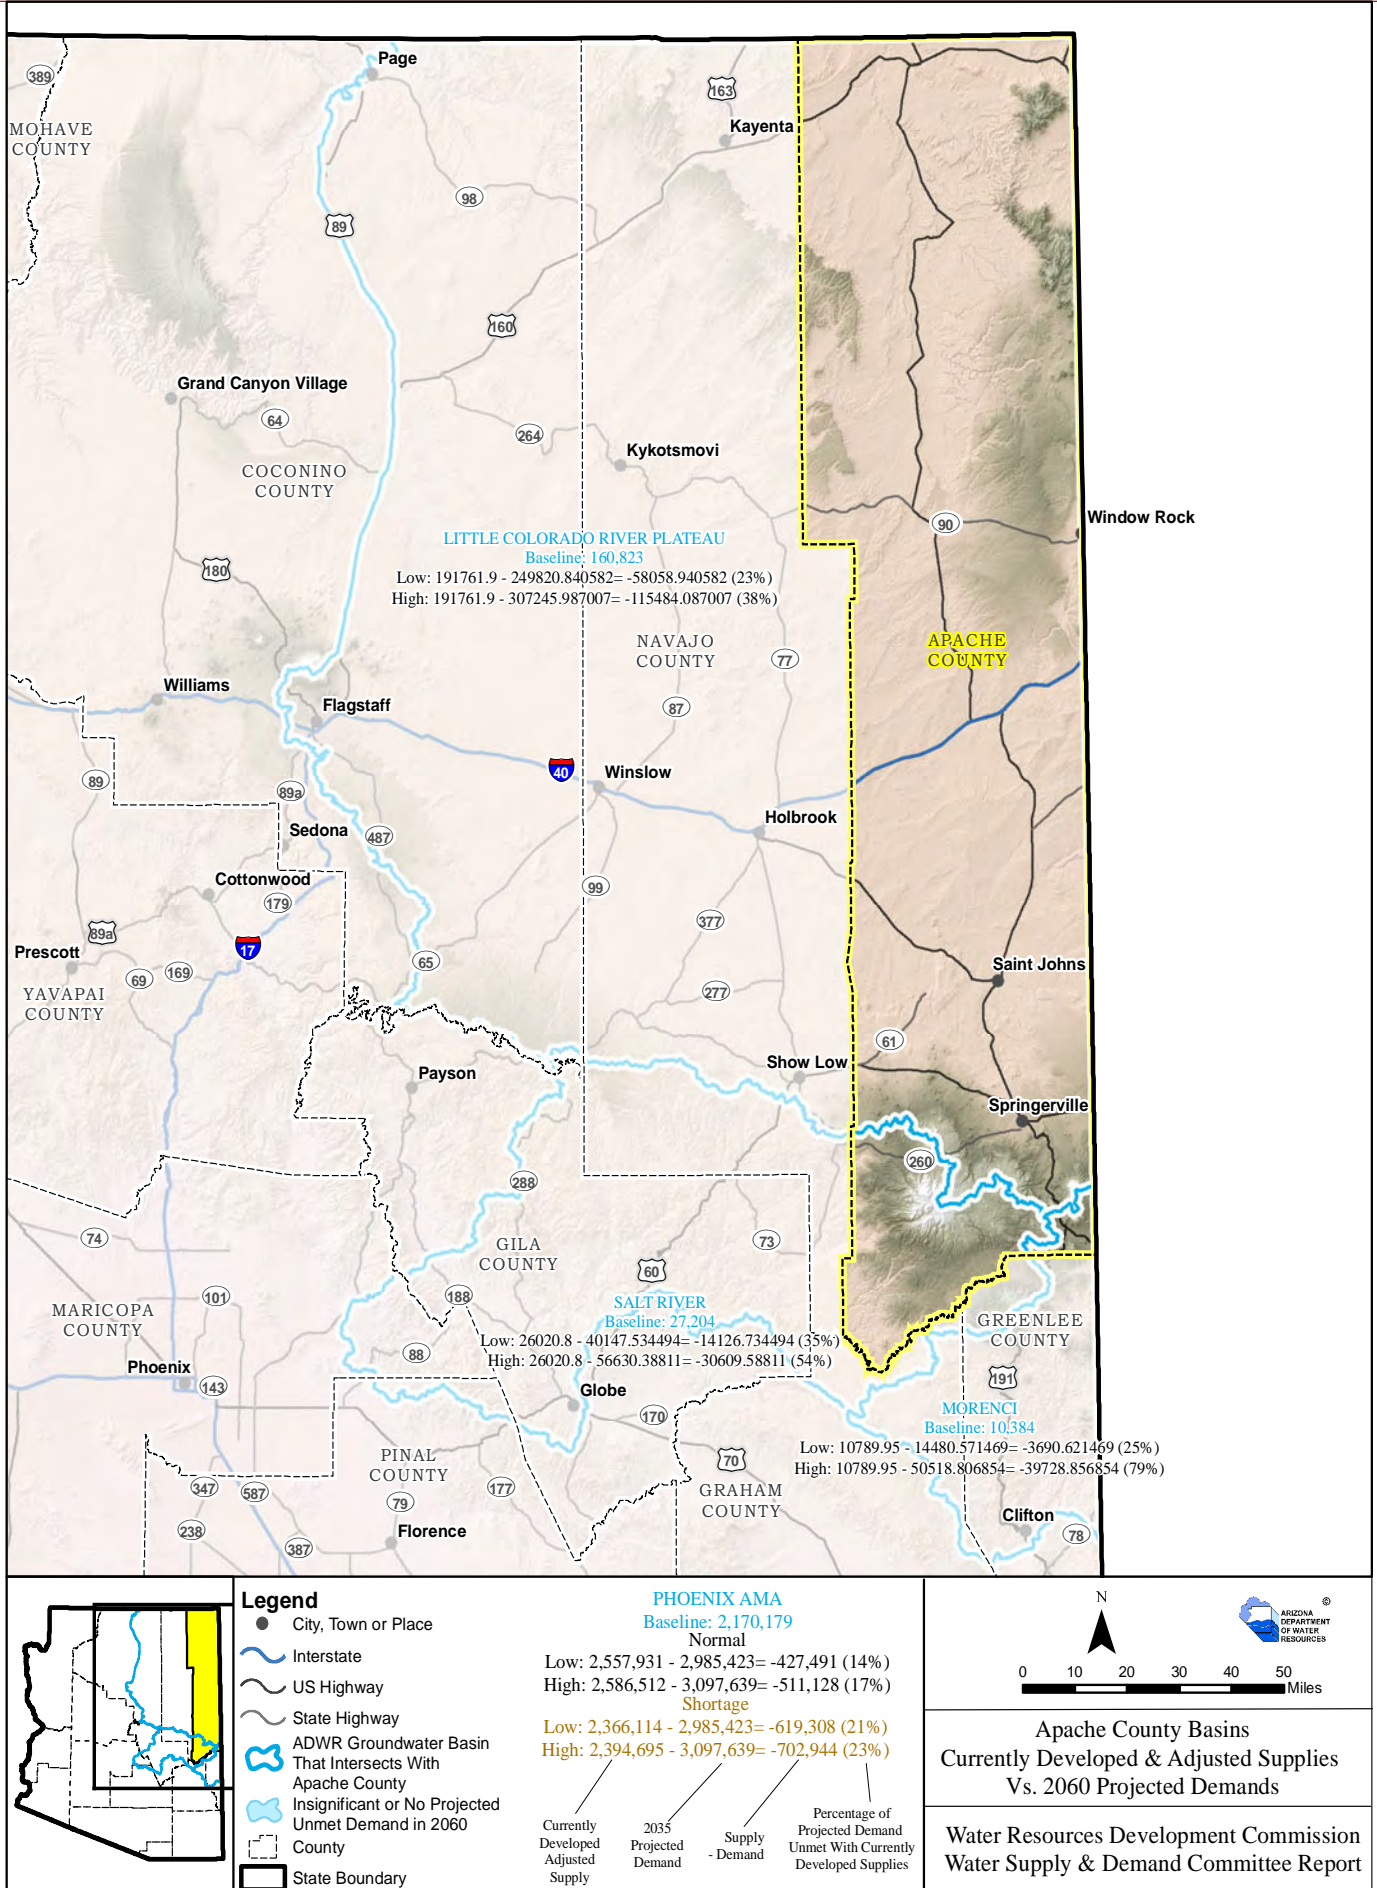 Page
389
163
MOHAVE
COUNTY
Kayenta
98
89
160
Grand Canyon Village
64
264
Kykotsmovi
COCONINO
COUNTY
90
Window Rock
LITTLE COLORADO RIVER PLATEAU
Baseline: 160,823
Low: 191761.9 - 249820.840582= -58058.940582 (23%)
High: 191761.9 - 307245.987007= -115484.087007 (38%)
180
NAVAJO
COUNTY
APACHE
COUNTY
77
Williams
Flagstaff
87
89
40
Winslow
89a
Holbrook
Sedona
487
Cottonwood
99
179
377
89a
17
Prescott
65
Saint Johns
69
169
277
YAVAPAI
COUNTY
61
Show Low
Payson
Springerville
260
288
74
73
GILA
COUNTY
60
101
188
SALT RIVER
Baseline: 27,204
Low: 26020.8 - 40147.534494= -14126.734494 (35%)
High: 26020.8 - 56630.38811= -30609.58811 (54%)
MARICOPA
COUNTY
GREENLEE
COUNTY
88
Phoenix
143
191
Globe
170
MORENCI
Baseline: 10,384
Low: 10789.95 - 14480.571469= -3690.621469 (25%)
High: 10789.95 - 50518.806854= -39728.856854 (79%)
PINAL
COUNTY
70
347
587
177
GRAHAM
COUNTY
79
Clifton
238
Florence
78
387
Legend
City, Town or Place
Interstate
US Highway
State Highway
ADWR Groundwater Basin
That Intersects With
Apache County
Insignificant or No Projected
Unmet Demand in 2060
County
State Boundary
PHOENIX AMA
Baseline: 2,170,179
Normal
Low: 2,557,931 - 2,985,423= -427,491 (14%)
High: 2,586,512 - 3,097,639= -511,128 (17%)
Shortage
Low: 2,366,114 - 2,985,423= -619,308 (21%)
High: 2,394,695 - 3,097,639= -702,944 (23%)
Currently
Developed
Adjusted
Supply
2035
Projected
Demand
Supply
- Demand
Percentage of
Projected Demand
Unmet With Currently
Developed Supplies
N
©
ARIZONA
DEPARTMENT
OF WATER
RESOURCES
0 10 20 30 40 50
Miles
Apache County Basins
Currently Developed & Adjusted Supplies
Vs. 2060 Projected Demands
Water Resources Development Commission
Water Supply & Demand Committee Report